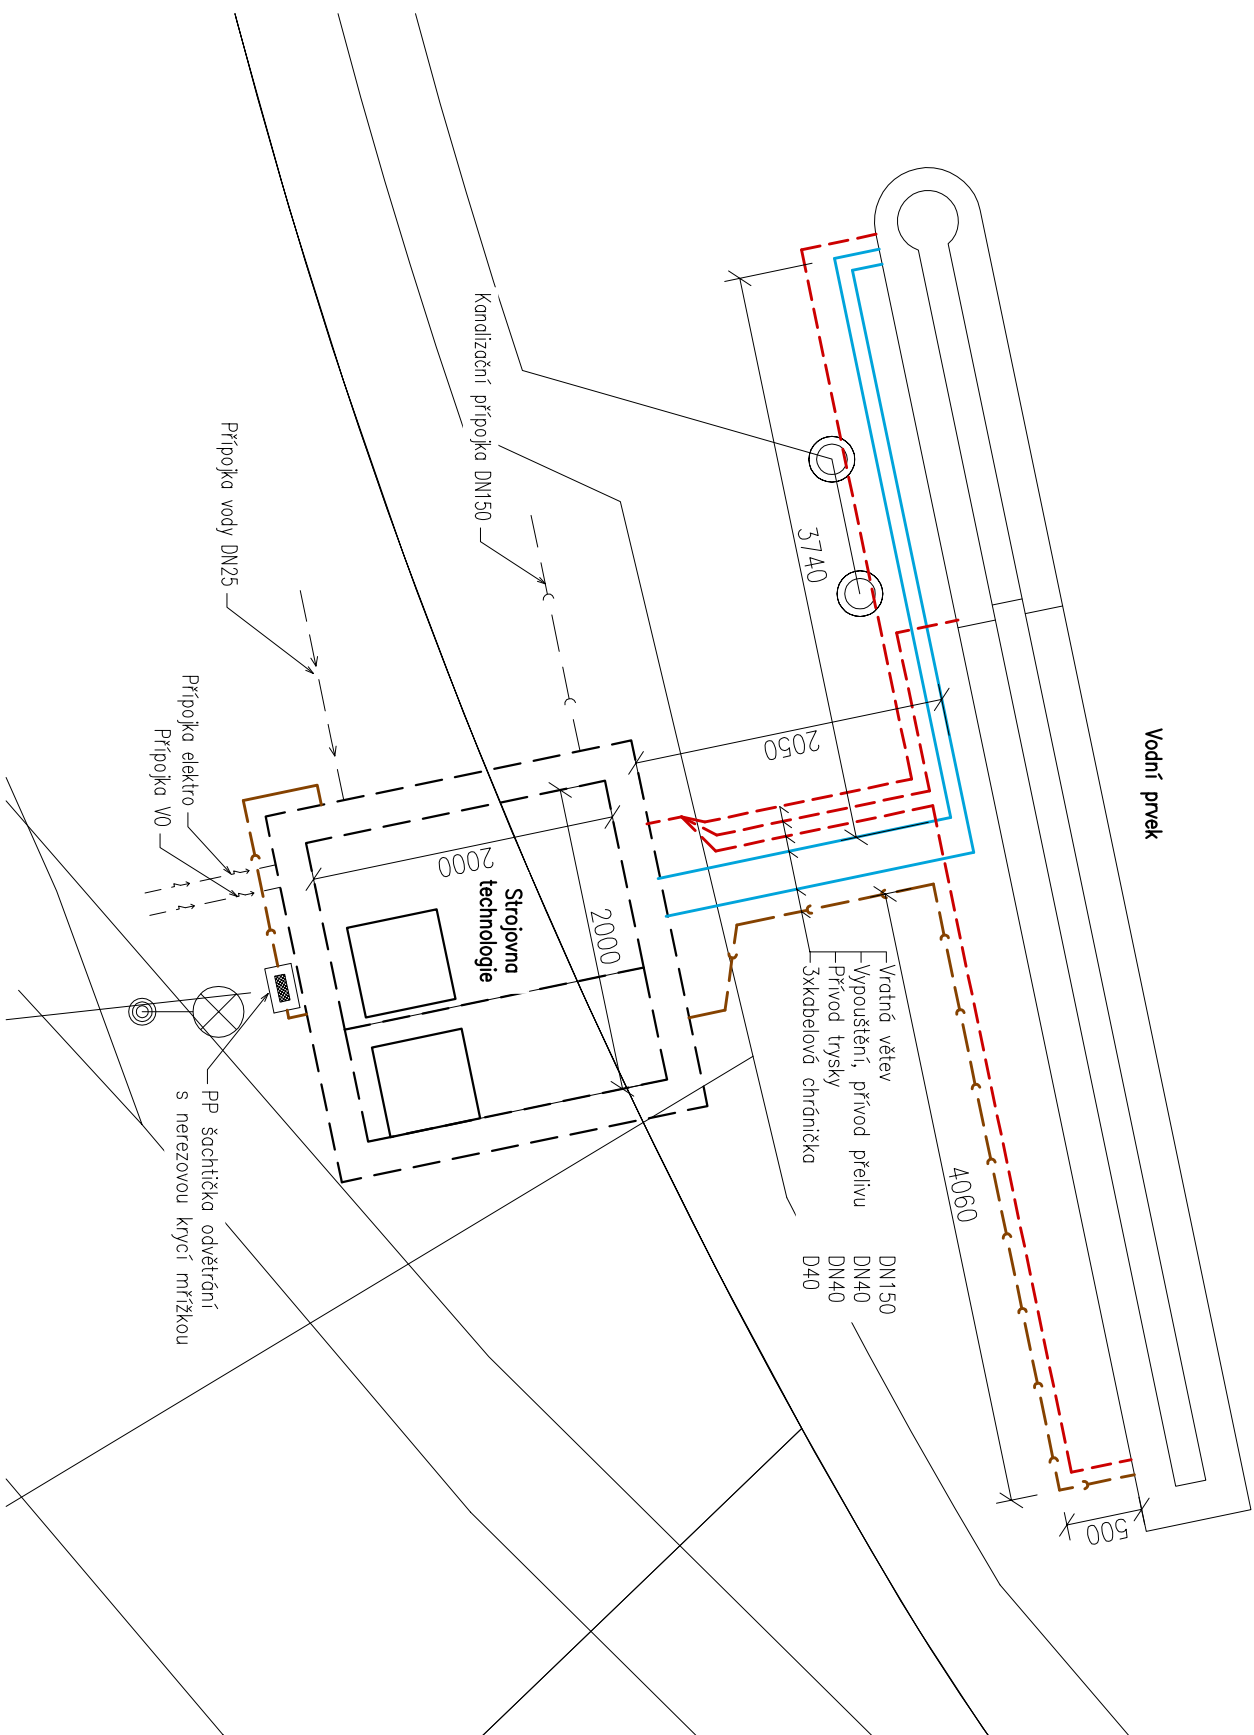 Vodní prvek
Kanalizační přípojka DN150
Přípojka vody DN25
Přípojka elektro
Přípojka VO
3740
2050
2000
2000
Strojovna
technologie
Vratná větev DN150
Vypouštění, přívod přelivu DN40
Přívod trysky DN40
3xkabelová chránička D40
4060
500
PP šachtička odvětrání
s nerezovou krycí mřížkou